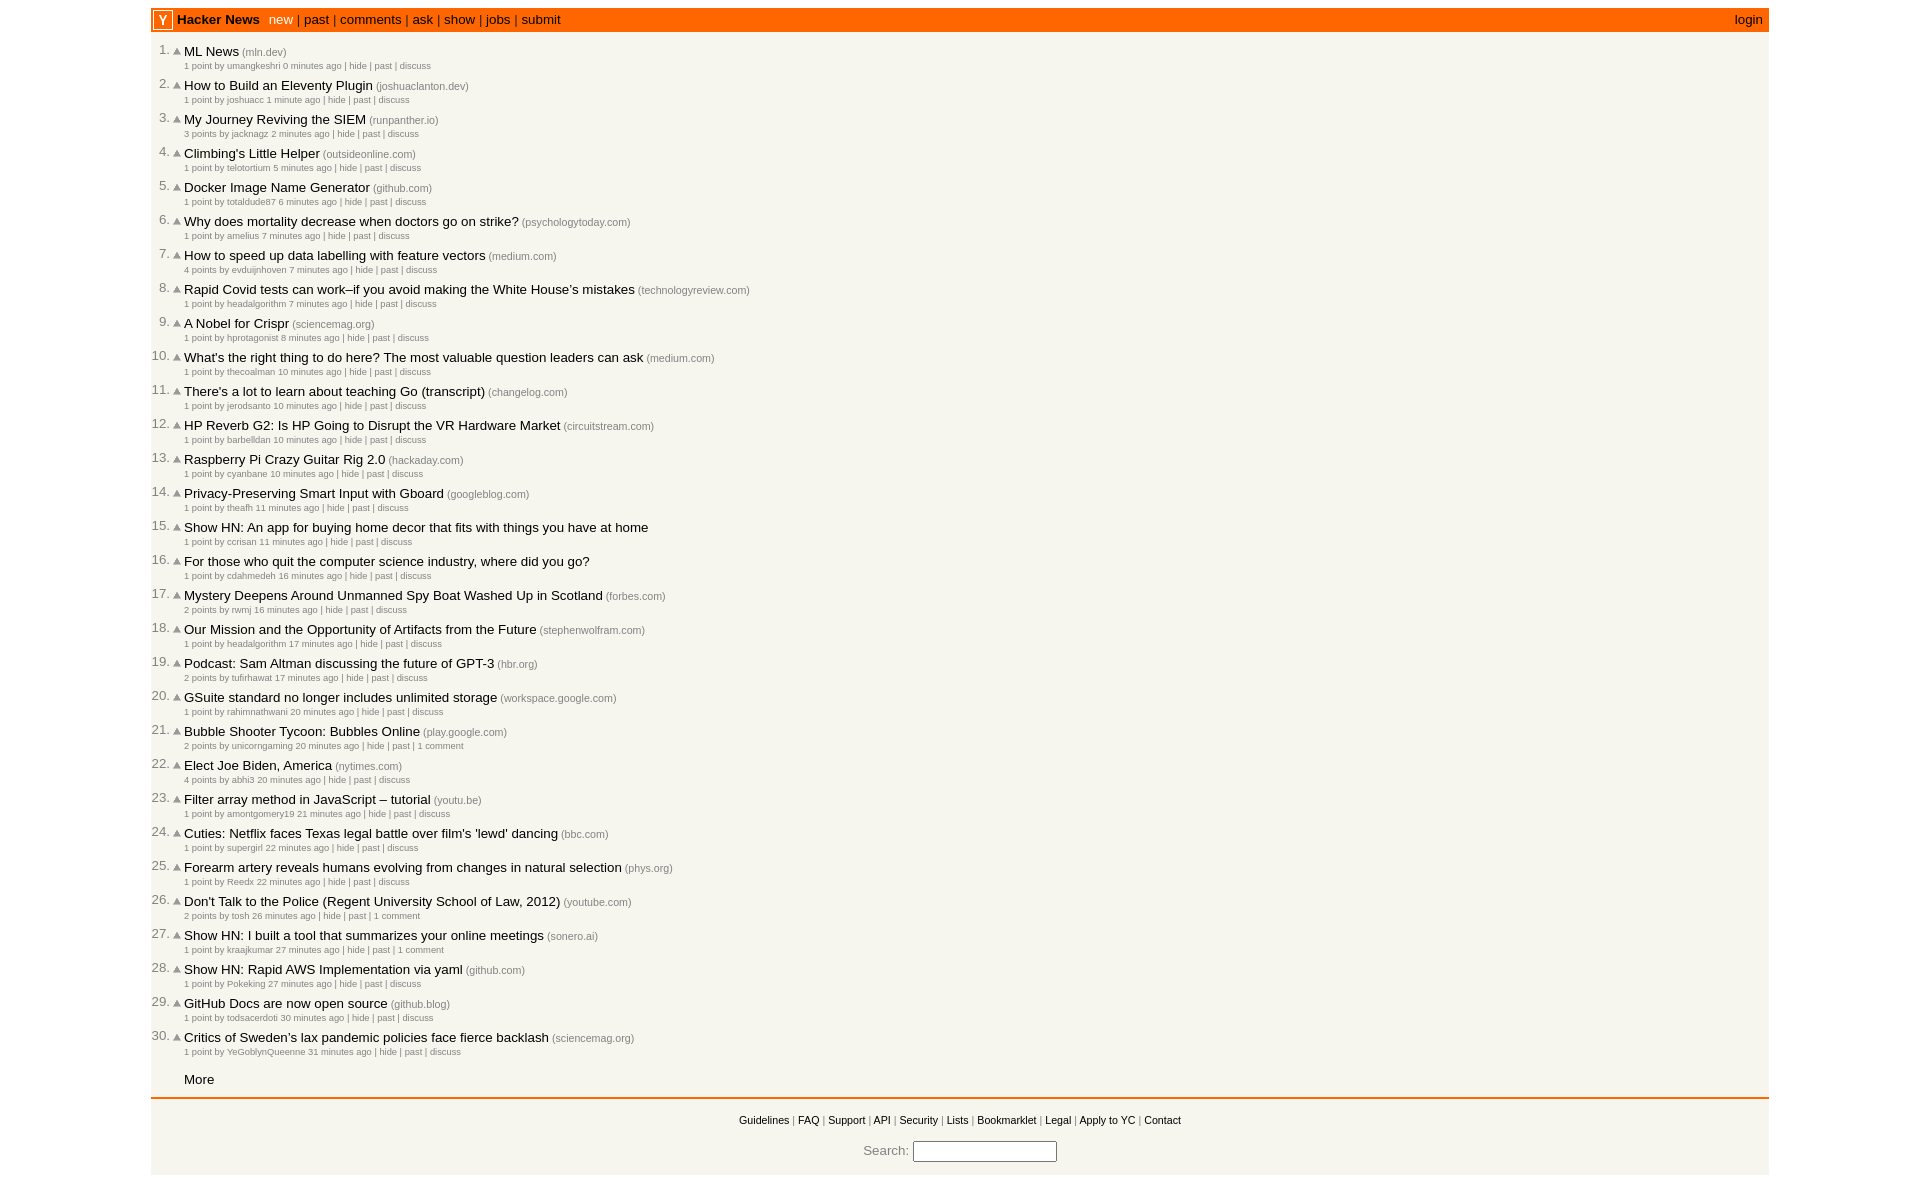 Y Hacker News new | past | comments | ask | show | jobs | submit login
1. ML News (mln.dev)
1 point by umangkeshri 0 minutes ago | hide | past | discuss
2. How to Build an Eleventy Plugin (joshuaclanton.dev)
1 point by joshuacc 1 minute ago | hide | past | discuss
3. My Journey Reviving the SIEM (runpanther.io)
3 points by jacknagz 2 minutes ago | hide | past | discuss
4. Climbing's Little Helper (outsideonline.com)
1 point by telotortium 5 minutes ago | hide | past | discuss
5. Docker Image Name Generator (github.com)
1 point by totaldude87 6 minutes ago | hide | past | discuss
6. Why does mortality decrease when doctors go on strike? (psychologytoday.com)
1 point by amelius 7 minutes ago | hide | past | discuss
7. How to speed up data labelling with feature vectors (medium.com)
4 points by evduijnhoven 7 minutes ago | hide | past | discuss
8. Rapid Covid tests can work–if you avoid making the White House’s mistakes (technologyreview.com)
1 point by headalgorithm 7 minutes ago | hide | past | discuss
9. A Nobel for Crispr (sciencemag.org)
1 point by hprotagonist 8 minutes ago | hide | past | discuss
10. What's the right thing to do here? The most valuable question leaders can ask (medium.com)
1 point by thecoalman 10 minutes ago | hide | past | discuss
11. There's a lot to learn about teaching Go (transcript) (changelog.com)
1 point by jerodsanto 10 minutes ago | hide | past | discuss
12. HP Reverb G2: Is HP Going to Disrupt the VR Hardware Market (circuitstream.com)
1 point by barbelldan 10 minutes ago | hide | past | discuss
13. Raspberry Pi Crazy Guitar Rig 2.0 (hackaday.com)
1 point by cyanbane 10 minutes ago | hide | past | discuss
14. Privacy-Preserving Smart Input with Gboard (googleblog.com)
1 point by theafh 11 minutes ago | hide | past | discuss
15. Show HN: An app for buying home decor that fits with things you have at home
1 point by ccrisan 11 minutes ago | hide | past | discuss
16. For those who quit the computer science industry, where did you go?
1 point by cdahmedeh 16 minutes ago | hide | past | discuss
17. Mystery Deepens Around Unmanned Spy Boat Washed Up in Scotland (forbes.com)
2 points by rwmj 16 minutes ago | hide | past | discuss
18. Our Mission and the Opportunity of Artifacts from the Future (stephenwolfram.com)
1 point by headalgorithm 17 minutes ago | hide | past | discuss
19. Podcast: Sam Altman discussing the future of GPT-3 (hbr.org)
2 points by tufirhawat 17 minutes ago | hide | past | discuss
20. GSuite standard no longer includes unlimited storage (workspace.google.com)
1 point by rahimnathwani 20 minutes ago | hide | past | discuss
21. Bubble Shooter Tycoon: Bubbles Online (play.google.com)
2 points by unicorngaming 20 minutes ago | hide | past | 1 comment
22. Elect Joe Biden, America (nytimes.com)
4 points by abhi3 20 minutes ago | hide | past | discuss
23. Filter array method in JavaScript – tutorial (youtu.be)
1 point by amontgomery19 21 minutes ago | hide | past | discuss
24. Cuties: Netflix faces Texas legal battle over film's 'lewd' dancing (bbc.com)
1 point by supergirl 22 minutes ago | hide | past | discuss
25. Forearm artery reveals humans evolving from changes in natural selection (phys.org)
1 point by Reedx 22 minutes ago | hide | past | discuss
26. Don't Talk to the Police (Regent University School of Law, 2012) (youtube.com)
2 points by tosh 26 minutes ago | hide | past | 1 comment
27. Show HN: I built a tool that summarizes your online meetings (sonero.ai)
1 point by kraajkumar 27 minutes ago | hide | past | 1 comment
28. Show HN: Rapid AWS Implementation via yaml (github.com)
1 point by Pokeking 27 minutes ago | hide | past | discuss
29. GitHub Docs are now open source (github.blog)
1 point by todsacerdoti 30 minutes ago | hide | past | discuss
30. Critics of Sweden’s lax pandemic policies face fierce backlash (sciencemag.org)
1 point by YeGoblynQueenne 31 minutes ago | hide | past | discuss
More
Guidelines | FAQ | Support | API | Security | Lists | Bookmarklet | Legal | Apply to YC | Contact
Search: